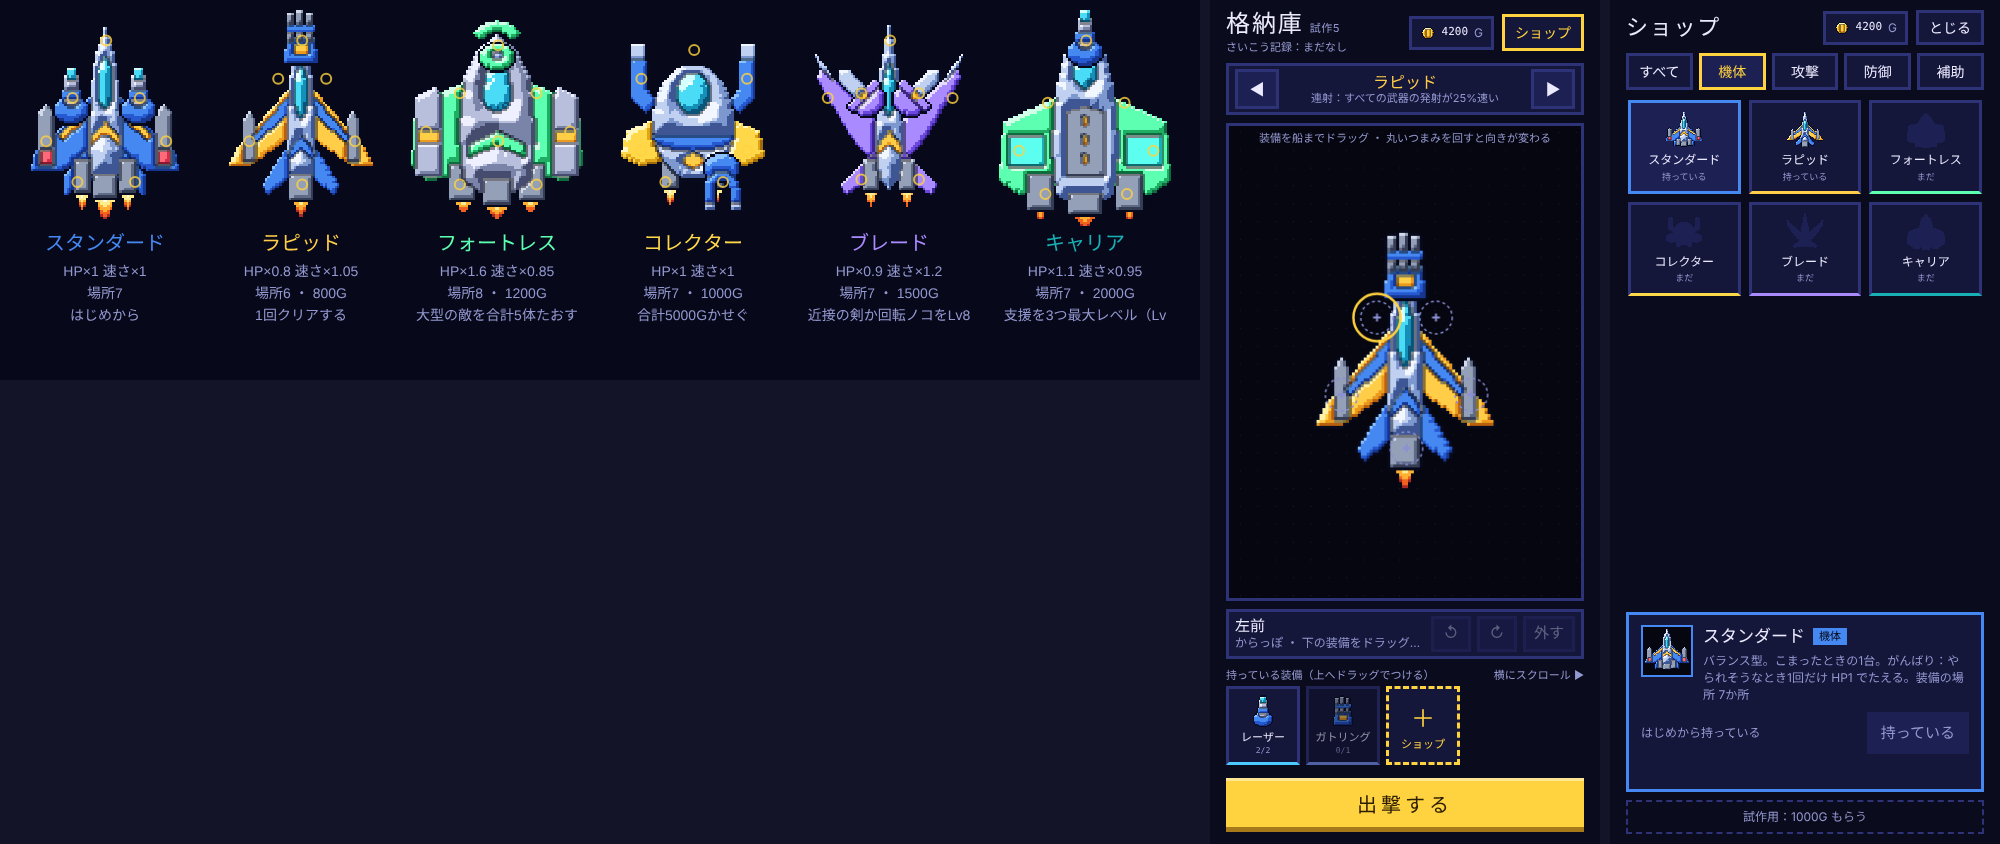 スタンダード
HP×1 速さ×1
場所7
はじめから
ラピッド
HP×0.8 速さ×1.05
場所6 ・ 800G
1回クリアする
フォートレス
HP×1.6 速さ×0.85
場所8 ・ 1200G
大型の敵を合計5体たおす
コレクター
HP×1 速さ×1
場所7 ・ 1000G
合計5000Gかせぐ
ブレード
HP×0.9 速さ×1.2
場所7 ・ 1500G
近接の剣か回転ノコをLv8
キャリア
HP×1.1 速さ×0.95
場所7 ・ 2000G
支援を3つ最大レベル（Lv
格納庫 試作5
さいこう記録：まだなし
4200 G
ショップ
◀
ラピッド
連射：すべての武器の発射が25%速い
▶
装備を船までドラッグ ・ 丸いつまみを回すと向きが変わる
左前
からっぽ ・ 下の装備をドラッグ...
外す
持っている装備（上へドラッグでつける）
横にスクロール ▶
レーザー
2/2
ガトリング
0/1
＋
ショップ
出撃する
ショップ
4200 G
とじる
すべて
機体
攻撃
防御
補助
スタンダード
持っている
ラピッド
持っている
フォートレス
まだ
コレクター
まだ
ブレード
まだ
キャリア
まだ
スタンダード 機体
バランス型。こまったときの1台。がんばり：や
られそうなとき1回だけ HP1 でたえる。装備の場
所 7か所
はじめから持っている
持っている
試作用：1000G もらう